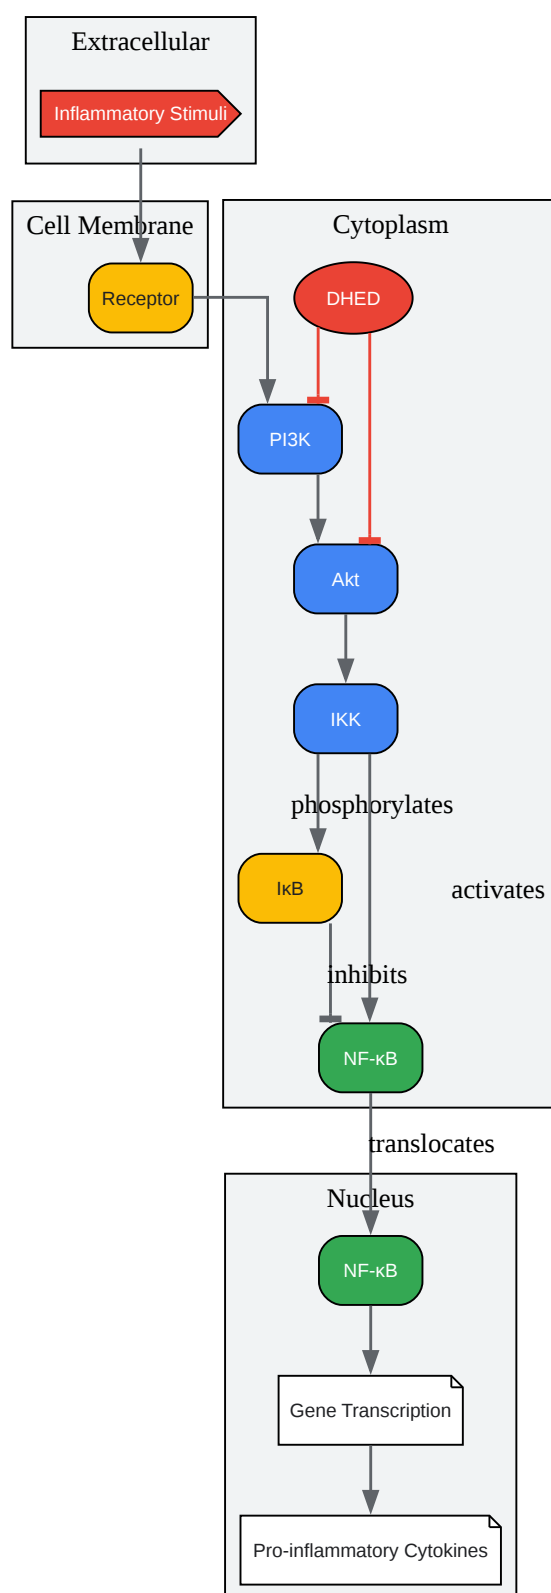 Extracellular
Inflammatory Stimuli
Cell Membrane
Receptor
Cytoplasm
DHED
PI3K
Akt
IKK
phosphorylates
IκB
activates
inhibits
NF-κB
translocates
Nucleus
NF-κB
Gene Transcription
Pro-inflammatory Cytokines